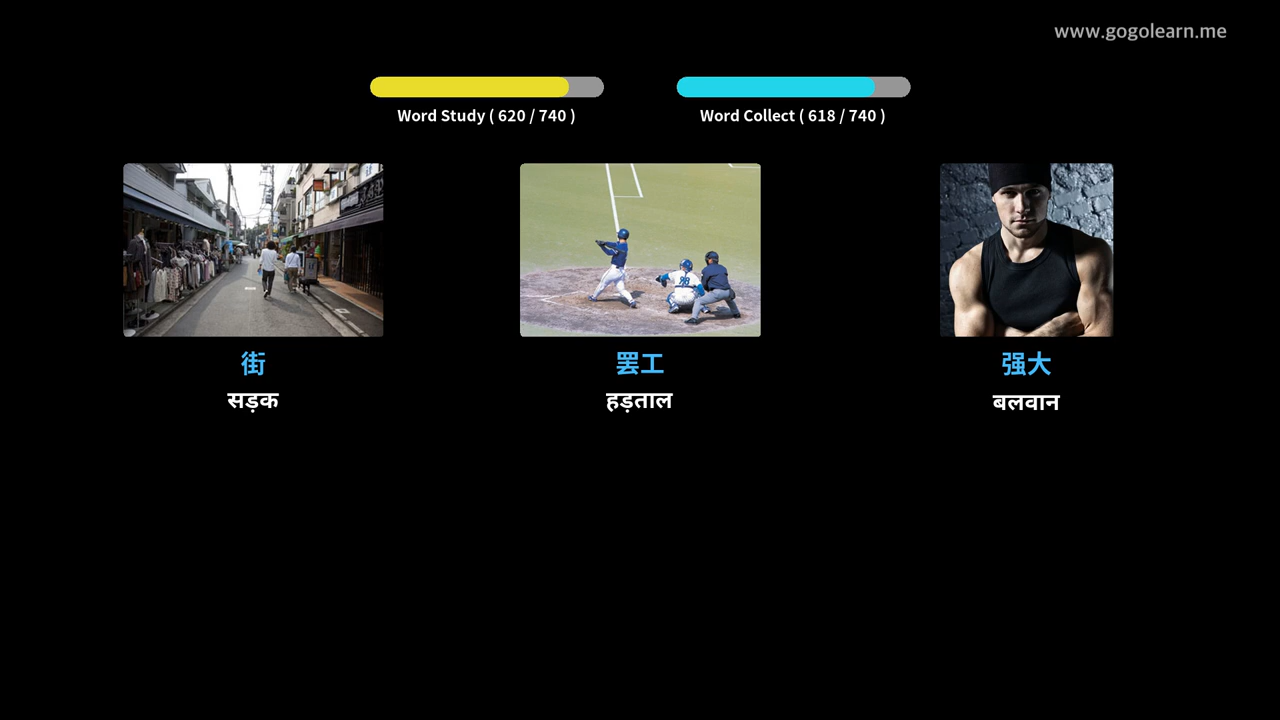 www.gogolearn.me
Word Study ( 620 / 740 )
Word Collect ( 618 / 740 )
28
街
罢工
强大
सड़क
हड़ताल
बलवान